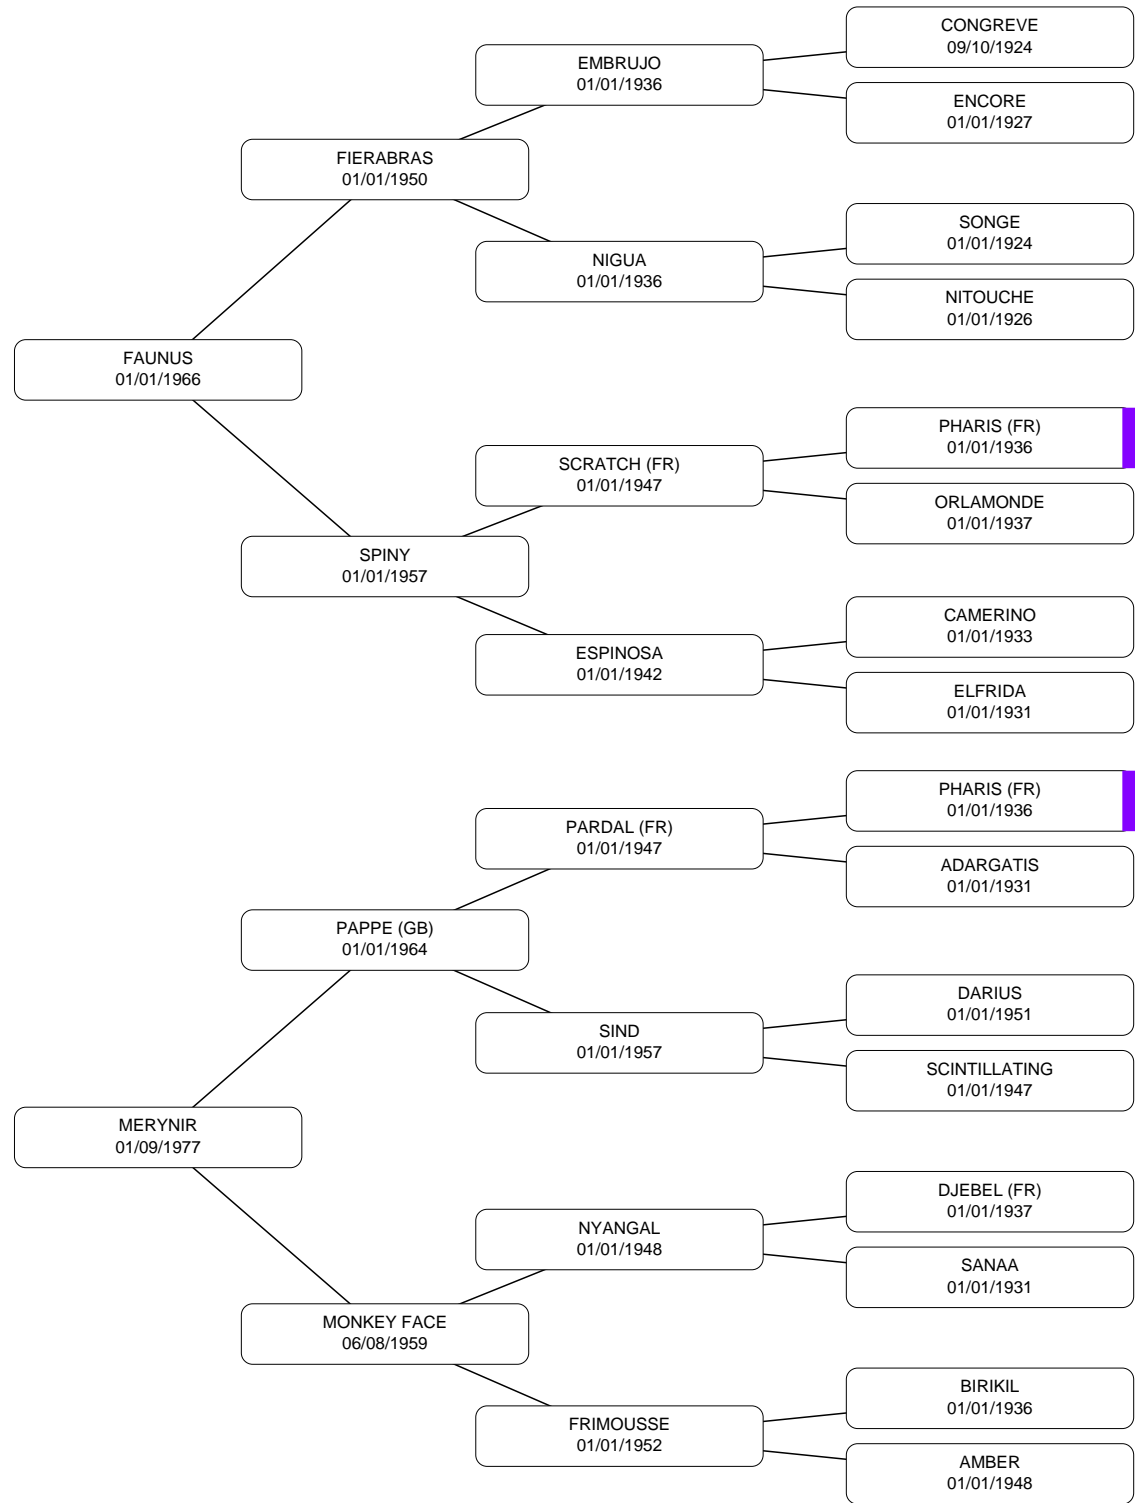 CONGREVE
09/10/1924
EMBRUJO
01/01/1936
ENCORE
01/01/1927
FIERABRAS
01/01/1950
SONGE
01/01/1924
NIGUA
01/01/1936
NITOUCHE
01/01/1926
FAUNUS
01/01/1966
PHARIS (FR)
01/01/1936
SCRATCH (FR)
01/01/1947
ORLAMONDE
01/01/1937
SPINY
01/01/1957
CAMERINO
01/01/1933
ESPINOSA
01/01/1942
ELFRIDA
01/01/1931
PHARIS (FR)
01/01/1936
PARDAL (FR)
01/01/1947
ADARGATIS
01/01/1931
PAPPE (GB)
01/01/1964
DARIUS
01/01/1951
SIND
01/01/1957
SCINTILLATING
01/01/1947
MERYNIR
01/09/1977
DJEBEL (FR)
01/01/1937
NYANGAL
01/01/1948
SANAA
01/01/1931
MONKEY FACE
06/08/1959
BIRIKIL
01/01/1936
FRIMOUSSE
01/01/1952
AMBER
01/01/1948